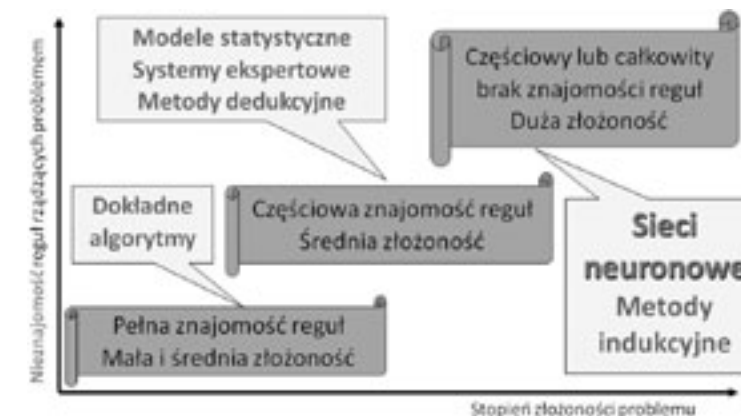 Nieznajomość reguł rządzących problemem
Modele statystyczne
Systemy ekspertowe
Metody dedukcyjne
Częściowy lub całkowity
brak znajomości reguł
Duża złożoność
Dokładne
algorytmy
Częściowa znajomość reguł
Średnia złożoność
Sieci
neuronowe
Metody
indukcyjne
Pełna znajomość reguł
Mała i średnia złożoność
Stopień złożoności problemu